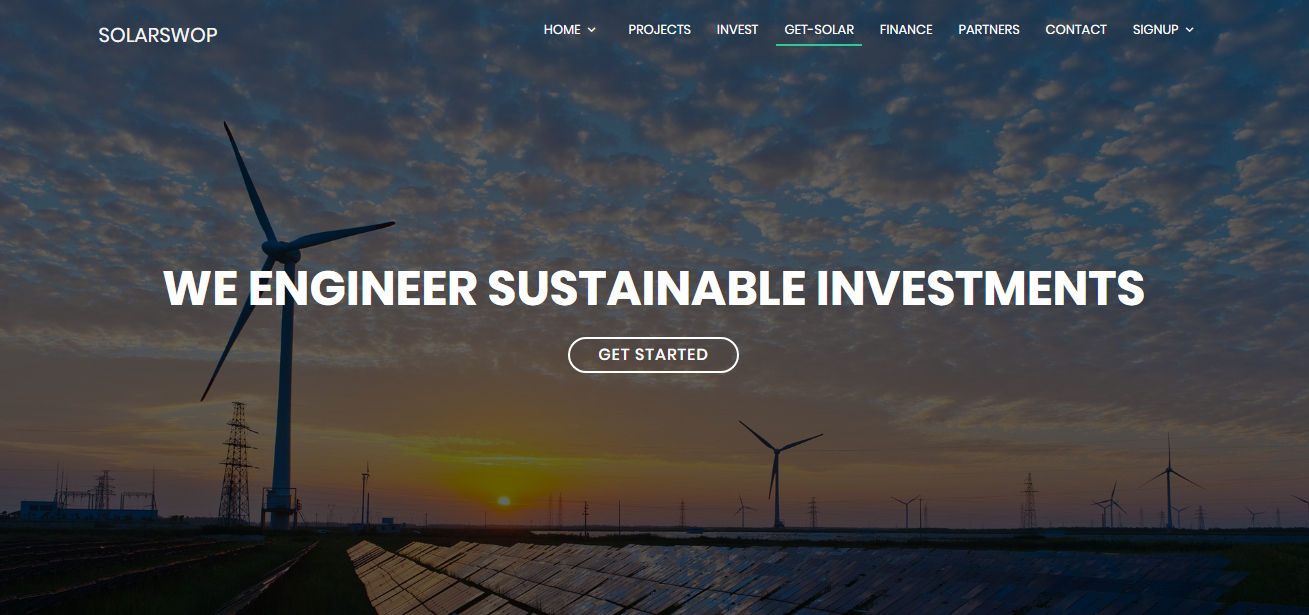 SOLARSWOP
HOME PROJECTS INVEST GET-SOLAR FINANCE PARTNERS CONTACT SIGNUP
WE ENGINEER SUSTAINABLE INVESTMENTS
GET STARTED